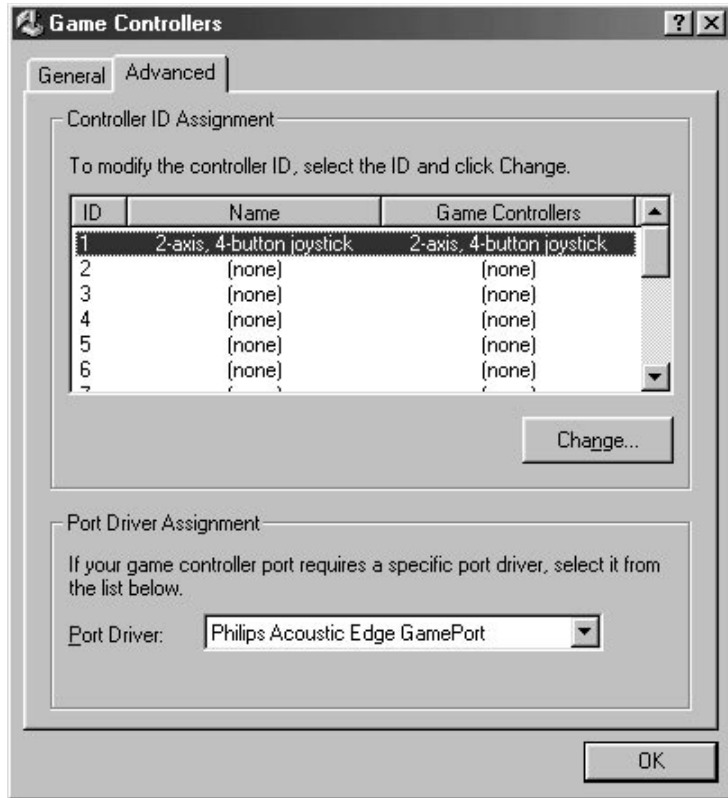 Game Controllers
General Advanced
Controller ID Assignment
To modify the controller ID, select the ID and click Change.
ID Name Game Controllers
1 2-axis, 4-button joystick 2-axis, 4-button joystick
2 (none) (none)
3 (none) (none)
4 (none) (none)
5 (none) (none)
6 (none) (none)
Change...
Port Driver Assignment
If your game controller port requires a specific port driver, select it from
the list below.
Port Driver: Philips Acoustic Edge GamePort
OK